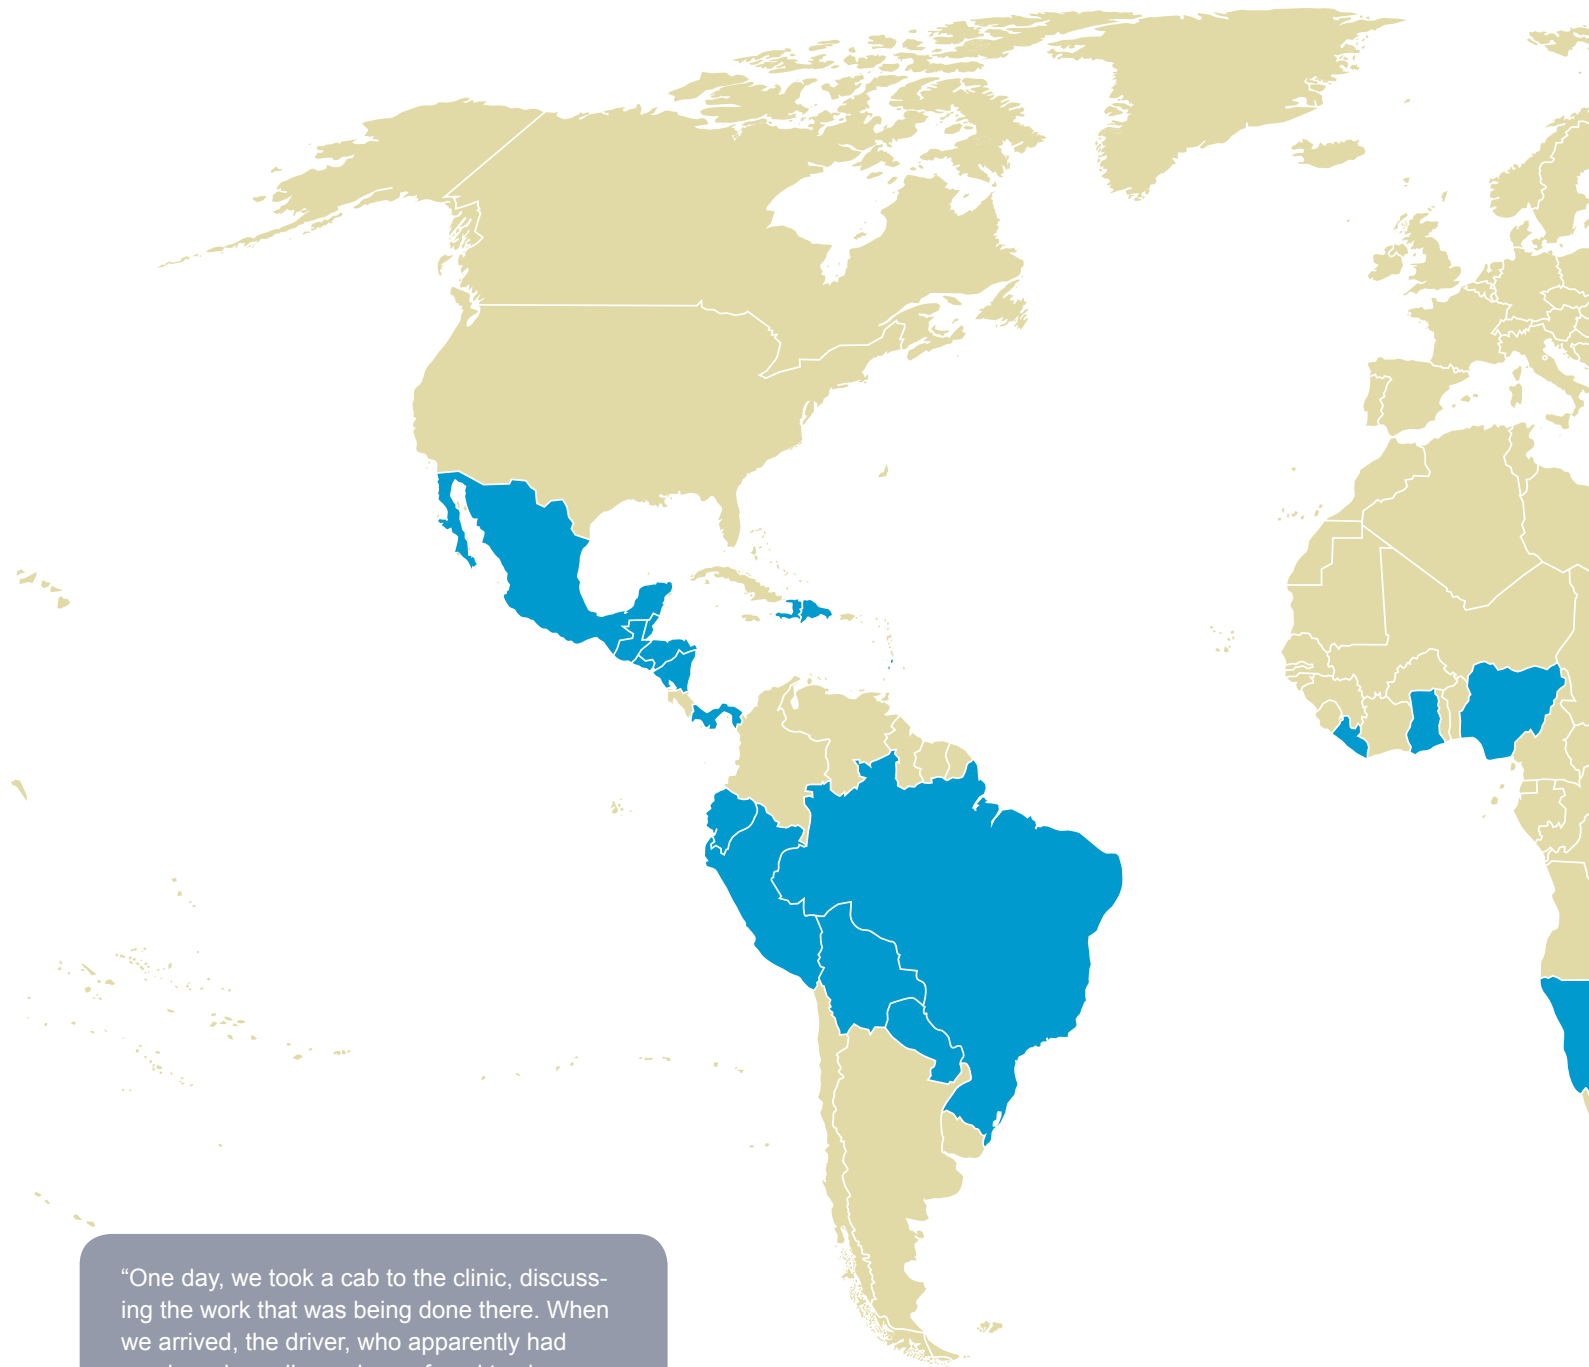 “One day, we took a cab to the clinic, discuss-
ing the work that was being done there. When
we arrived, the driver, who apparently had